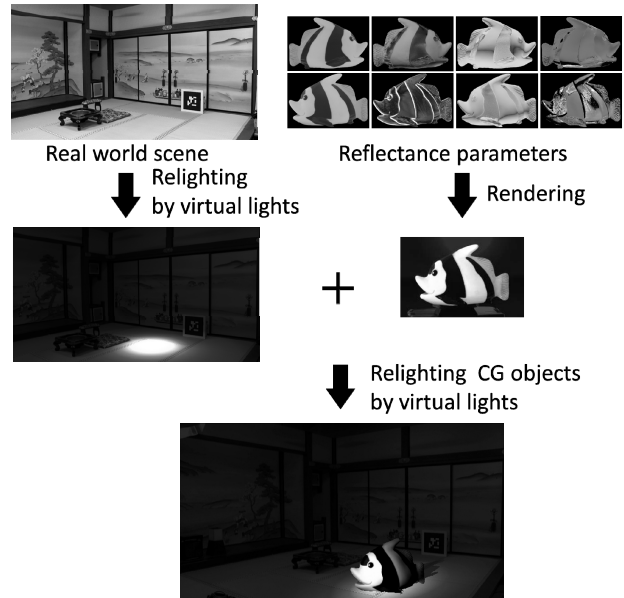 Real world scene
Reflectance parameters
Relighting
by virtual lights
Rendering
+
Relighting CG objects
by virtual lights